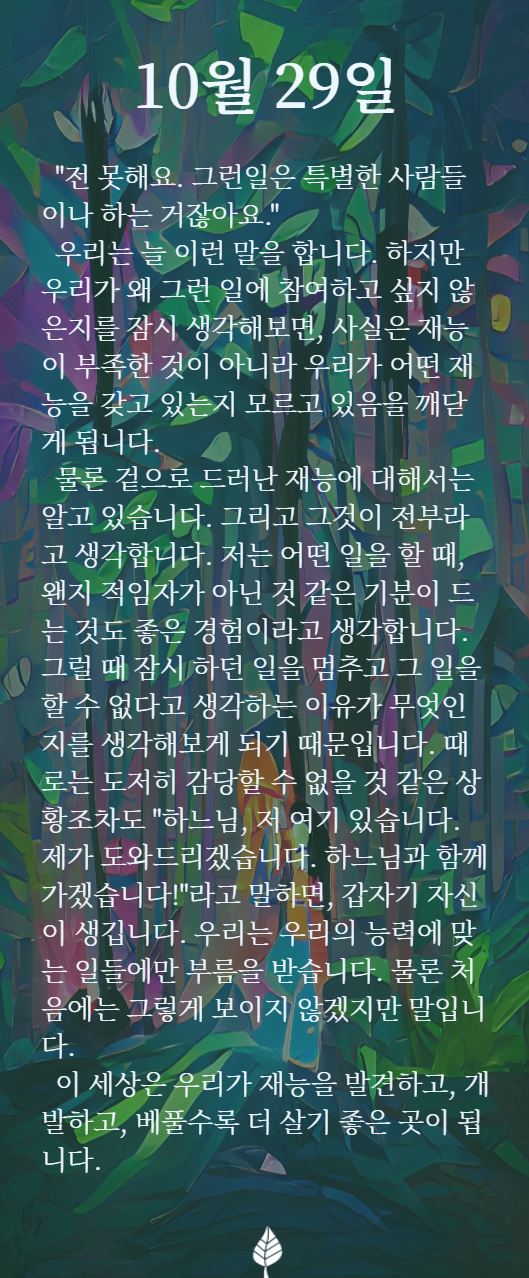 10월 29일
"전 못해요. 그런일은 특별한 사람들
이나 하는 거잖아요."
우리는 늘 이런 말을 합니다. 하지만
우리가 왜 그런 일에 참여하고 싶지 않
은지를 잠시 생각해보면, 사실은 재능
이 부족한 것이 아니라 우리가 어떤 재
능을 갖고 있는지 모르고 있음을 깨닫
게 됩니다.
물론 겉으로 드러난 재능에 대해서는
알고 있습니다. 그리고 그것이 전부라
고 생각합니다. 저는 어떤 일을 할 때,
왠지 적임자가 아닌 것 같은 기분이 드
는 것도 좋은 경험이라고 생각합니다.
그럴 때 잠시 하던 일을 멈추고 그 일을
할 수 없다고 생각하는 이유가 무엇인
지를 생각해보게 되기 때문입니다. 때
로는 도저히 감당할 수 없을 것 같은 상
황조차도 "하느님, 저 여기 있습니다.
제가 도와드리겠습니다. 하느님과 함께
가겠습니다!"라고 말하면, 갑자기 자신
이 생깁니다. 우리는 우리의 능력에 맞
는 일들에만 부름을 받습니다. 물론 처
음에는 그렇게 보이지 않겠지만 말입니
다.
이 세상은 우리가 재능을 발견하고, 개
발하고, 베풀수록 더 살기 좋은 곳이 됩
니다.